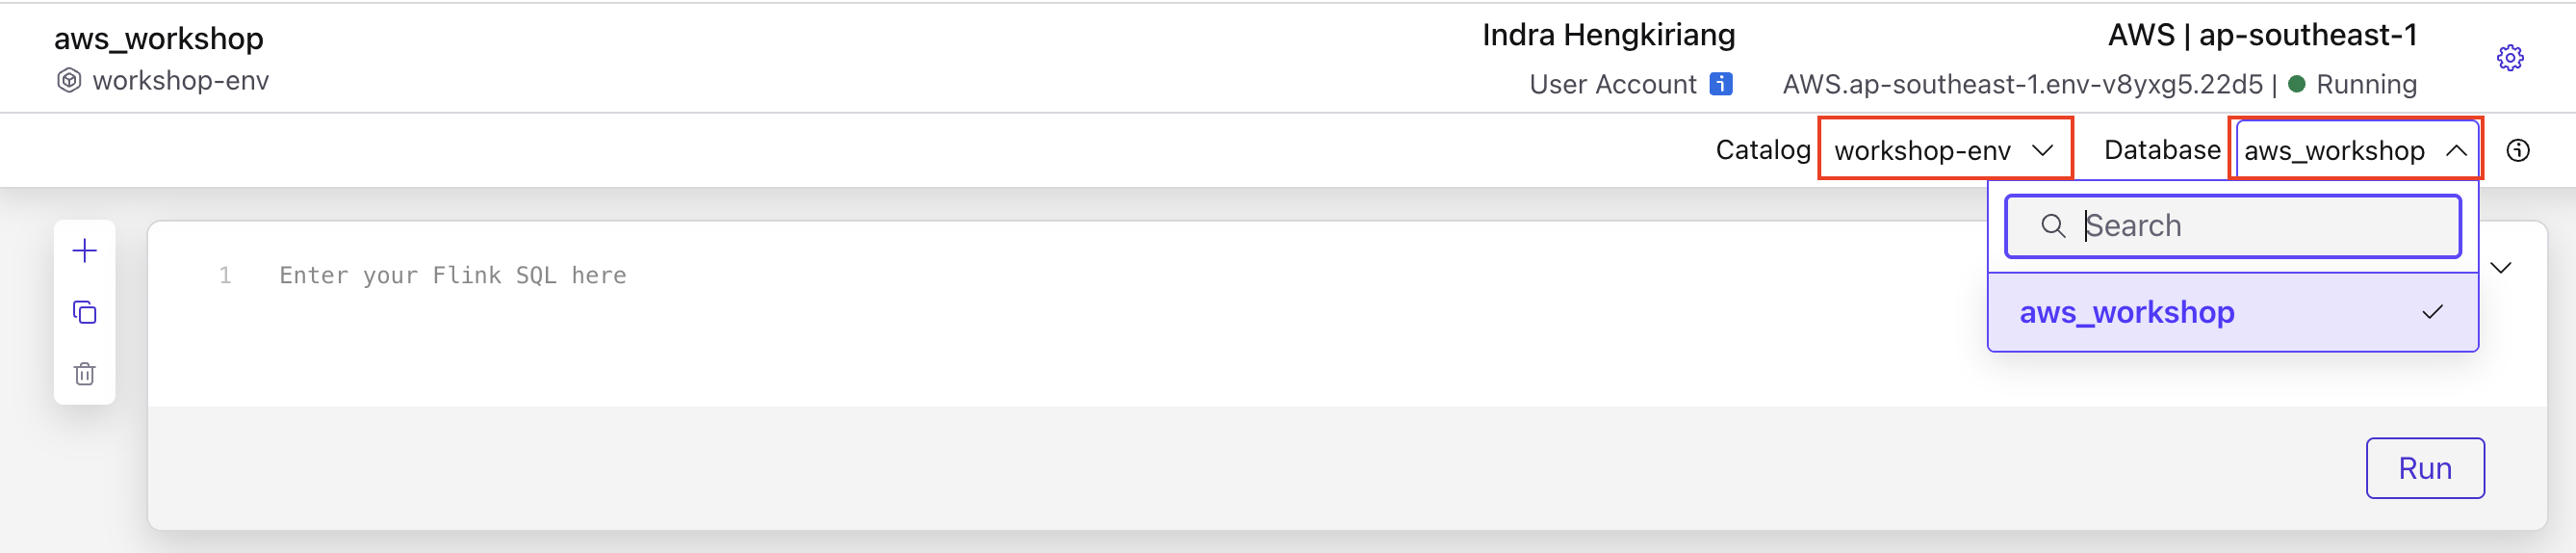 aws_workshop
workshop-env
Indra Hengkiriang
User Account
AWS | ap-southeast-1
AWS.ap-southeast-1.env-v8yxg5.22d5 | Running
Catalog workshop-env Database aws_workshop
Search
aws_workshop
1 Enter your Flink SQL here
Run